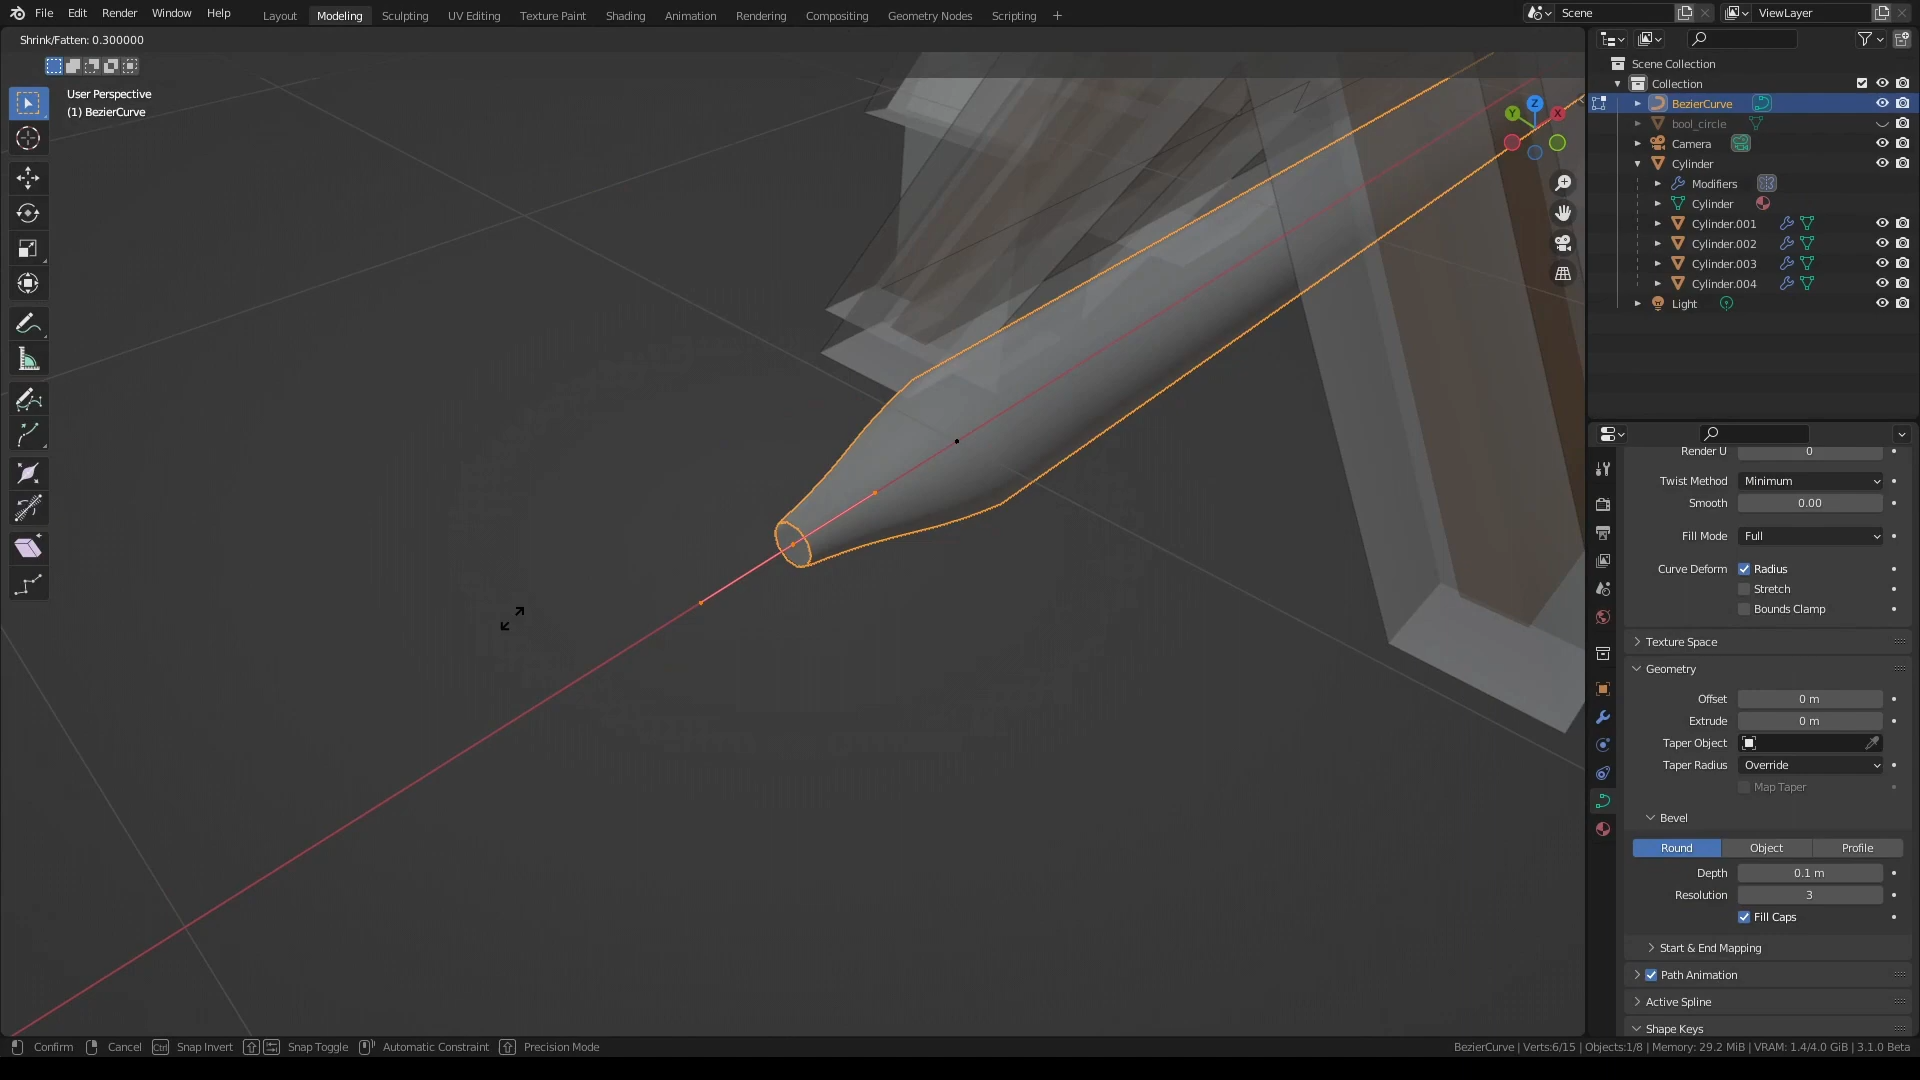 File Edit Render Window Help
Layout Modeling Sculpting UV Editing Texture Paint Shading Animation Rendering Compositing Geometry Nodes Scripting +
Scene
ViewLayer
Shrink/Fatten: 0.300000
User Perspective
(1) BezierCurve
Z
Y
X
Scene Collection
Collection
BezierCurve
bool_circle
Camera
Cylinder
Modifiers
Cylinder
Cylinder.001
Cylinder.002
Cylinder.003
Cylinder.004
Light
Render U 0
Twist Method Minimum
Smooth 0.00
Fill Mode Full
Curve Deform Radius
Stretch
Bounds Clamp
Texture Space
Geometry
Offset 0 m
Extrude 0 m
Taper Object
Taper Radius Override
Map Taper
Bevel
Round Object Profile
Depth 0.1 m
Resolution 3
Fill Caps
Start & End Mapping
Path Animation
Active Spline
Shape Keys
Confirm Cancel Ctrl Snap Invert Snap Toggle Automatic Constraint Precision Mode
BezierCurve | Verts:6/15 | Objects:1/8 | Memory: 29.2 MiB | VRAM: 1.4/4.0 GiB | 3.1.0 Beta